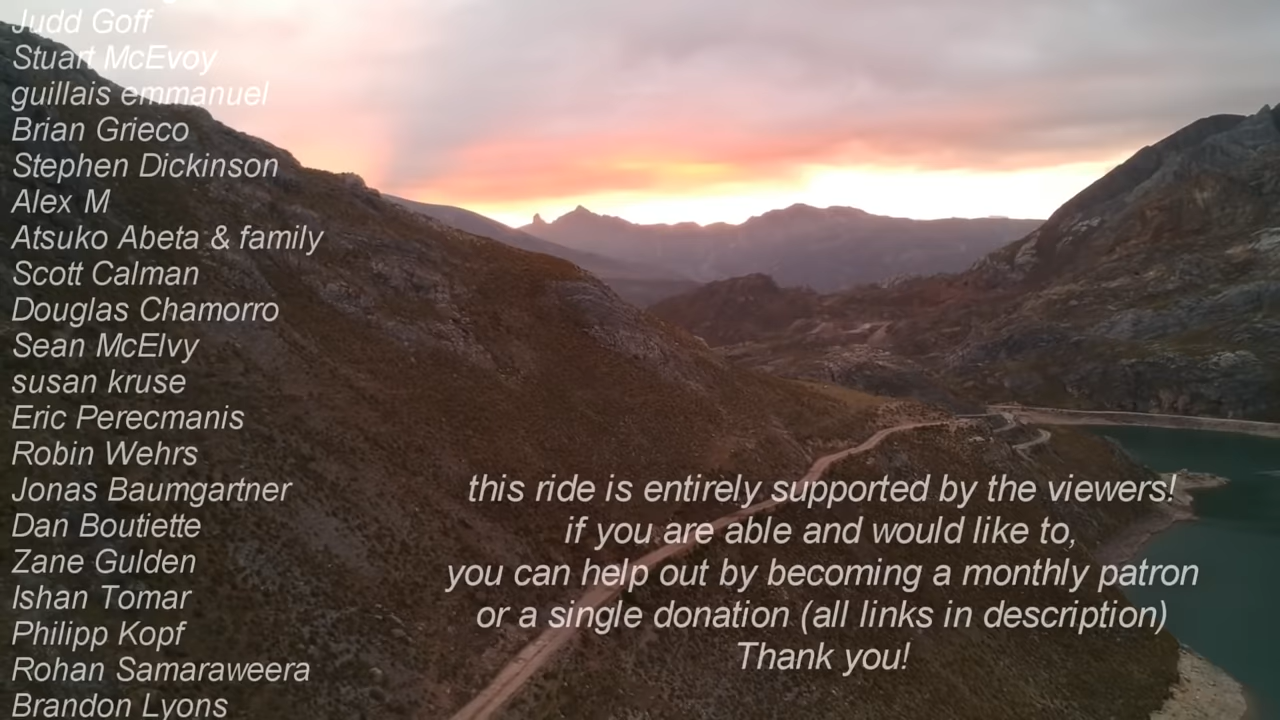 Judd Goff
Stuart McEvoy
guillais emmanuel
Brian Grieco
Stephen Dickinson
Alex M
Atsuko Abeta & family
Scott Calman
Douglas Chamorro
Sean McElvy
susan kruse
Eric Perecmanis
Robin Wehrs
Jonas Baumgartner
Dan Boutiette
Zane Gulden
Ishan Tomar
Philipp Kopf
Rohan Samaraweera
Brandon Lyons
this ride is entirely supported by the viewers!
if you are able and would like to,
you can help out by becoming a monthly patron
or a single donation (all links in description)
Thank you!